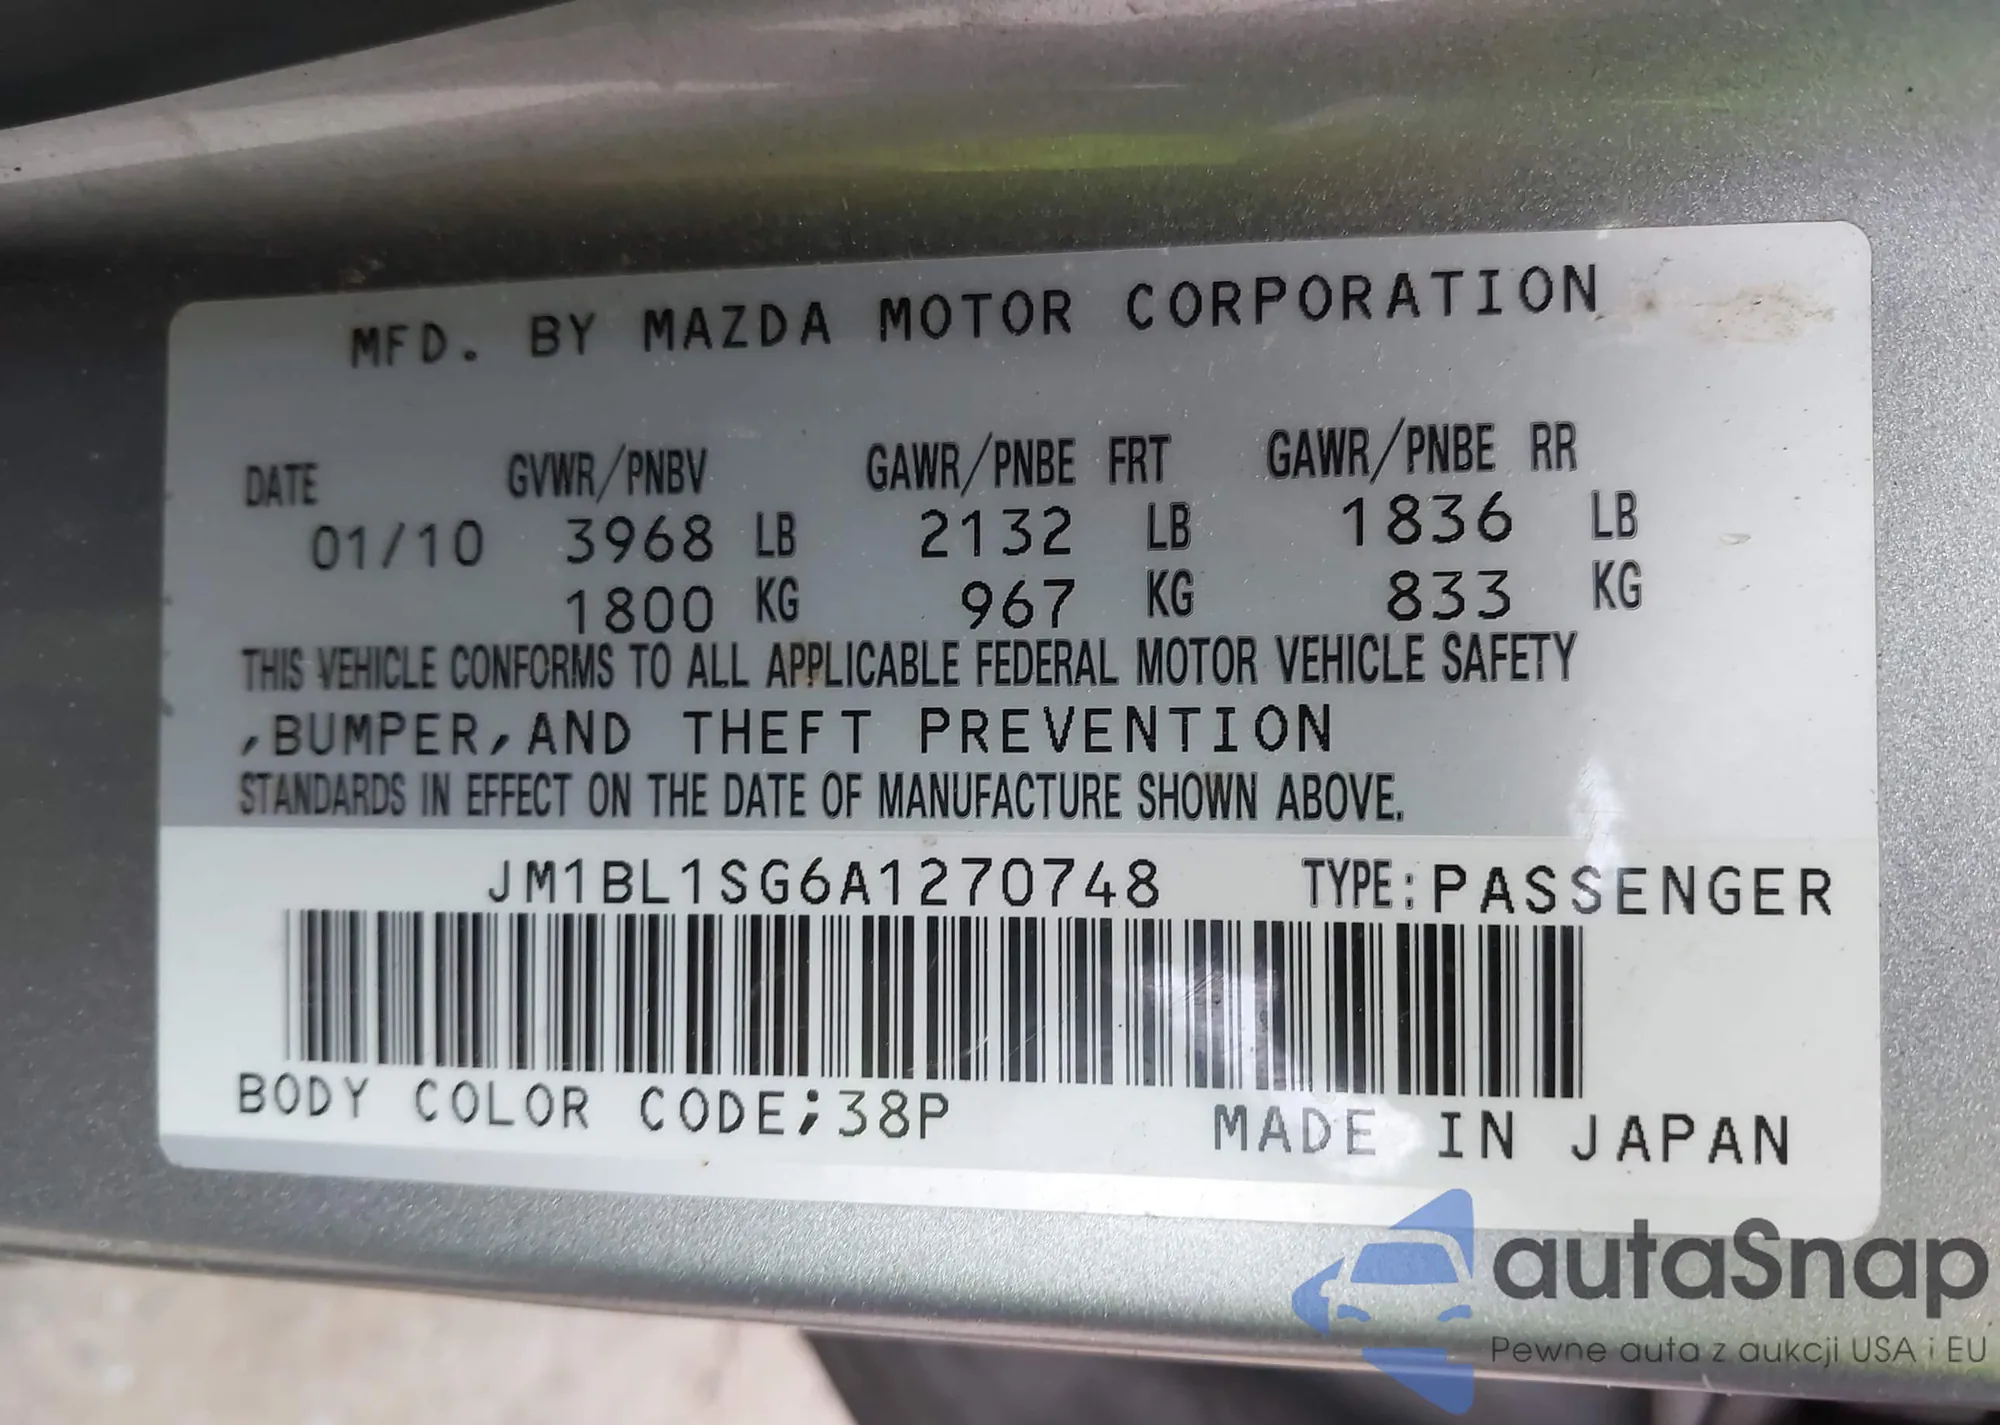 MFD. BY MAZDA MOTOR CORPORATION
DATE GVWR/PNBV GAWR/PNBE FRT GAWR/PNBE RR
01/10 3968 LB 2132 LB 1836 LB
1800 KG 967 KG 833 KG
THIS VEHICLE CONFORMS TO ALL APPLICABLE FEDERAL MOTOR VEHICLE SAFETY
,BUMPER,AND THEFT PREVENTION
STANDARDS IN EFFECT ON THE DATE OF MANUFACTURE SHOWN ABOVE.
JM1BL1SG6A1270748 TYPE:PASSENGER
BODY COLOR CODE;38P MADE IN JAPAN
autaSnap
Pewne auta z aukcji USA i EU